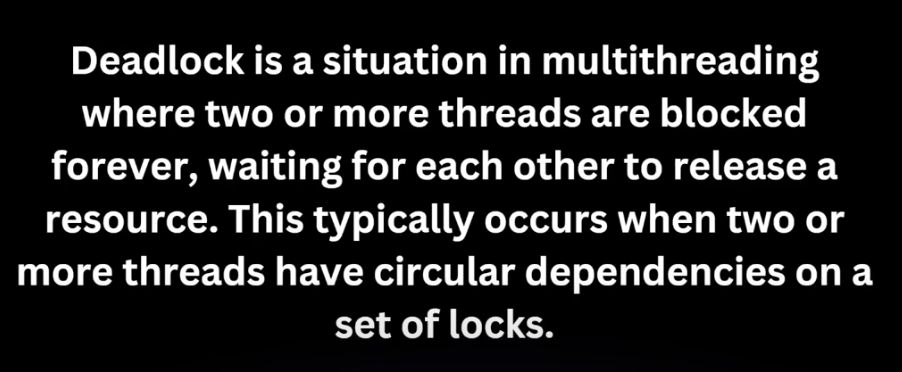 Deadlock is a situation in multithreading
where two or more threads are blocked
forever, waiting for each other to release a
resource. This typically occurs when two or
more threads have circular dependencies on a
set of locks.